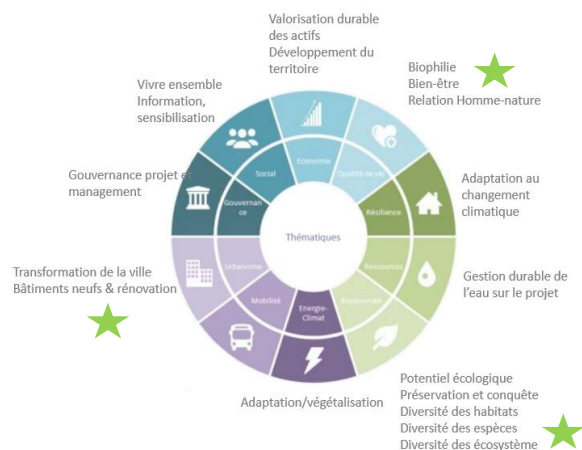 Valorisation durable
des actifs
Développement du
territoire
Biophilie
Bien-être
Relation Homme-nature
Vivre ensemble
Information,
sensibilisation
Gouvernance projet et
management
Adaptation au
changement
climatique
Transformation de la ville
Bâtiments neufs & rénovation
Gestion durable de
l'eau sur le projet
Adaptation/végétalisation
Potentiel écologique
Préservation et conquête
Diversité des habitats
Diversité des espèces
Diversité des écosystème
Economie
Qualité de vie
Résilience
Ressources
Biodiversité
Energie-
Climat
Mobilité
Urbanisme
Gouvernan
ce
Social
Thématiques